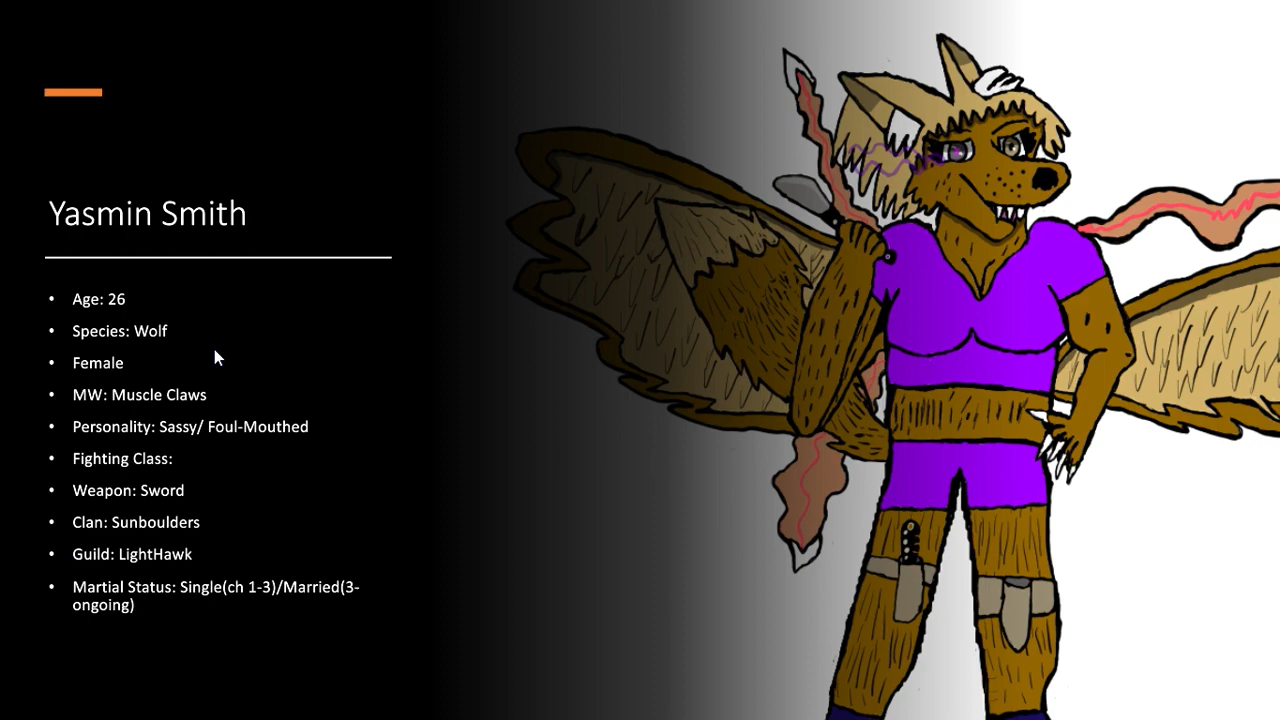 Yasmin Smith
• Age: 26
• Species: Wolf
• Female
• MW: Muscle Claws
• Personality: Sassy/ Foul-Mouthed
• Fighting Class:
• Weapon: Sword
• Clan: Sunboulders
• Guild: LightHawk
• Martial Status: Single(ch 1-3)/Married(3-
ongoing)